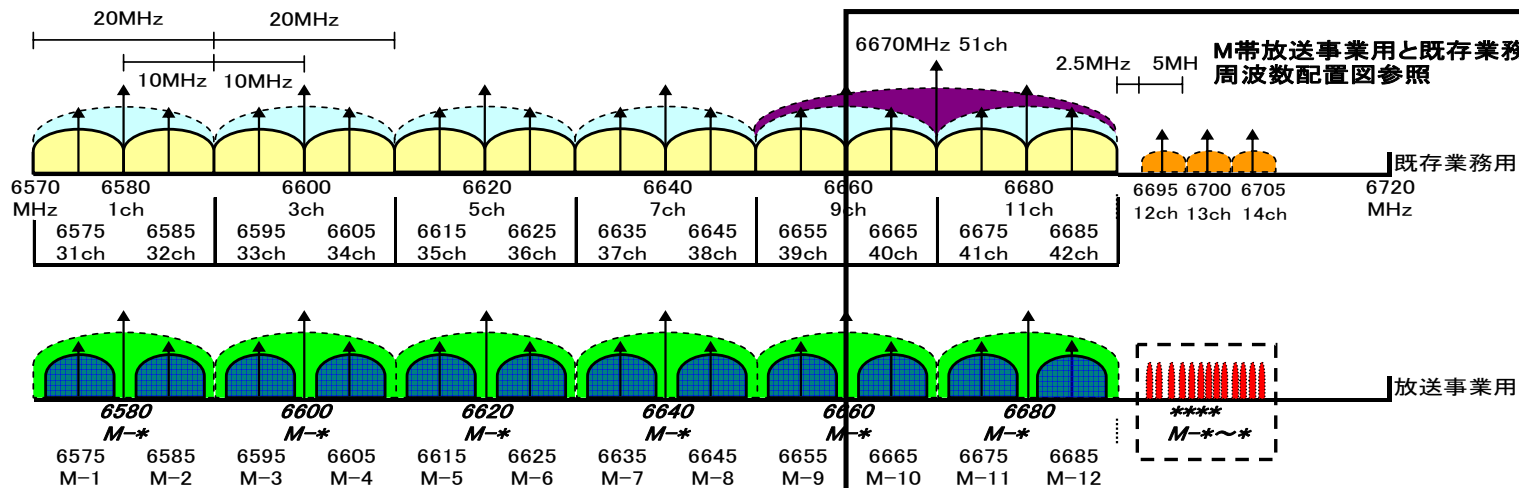 20MHz 20MHz
10MHz 10MHz
6670MHz 51ch
2.5MHz 5MH
M帯放送事業用と既存業務
周波数配置図参照
既存業務用
6570 6580 6600 6620 6640 6660 6680 6695 6700 6705 6720
MHz 1ch 3ch 5ch 7ch 9ch 11ch 12ch 13ch 14ch MHz
6575 6585 6595 6605 6615 6625 6635 6645 6655 6665 6675 6685
31ch 32ch 33ch 34ch 35ch 36ch 37ch 38ch 39ch 40ch 41ch 42ch
放送事業用
6580 6600 6620 6640 6660 6680 ****
M-* M-* M-* M-* M-* M-* M-*～*
6575 6585 6595 6605 6615 6625 6635 6645 6655 6665 6675 6685
M-1 M-2 M-3 M-4 M-5 M-6 M-7 M-8 M-9 M-10 M-11 M-12